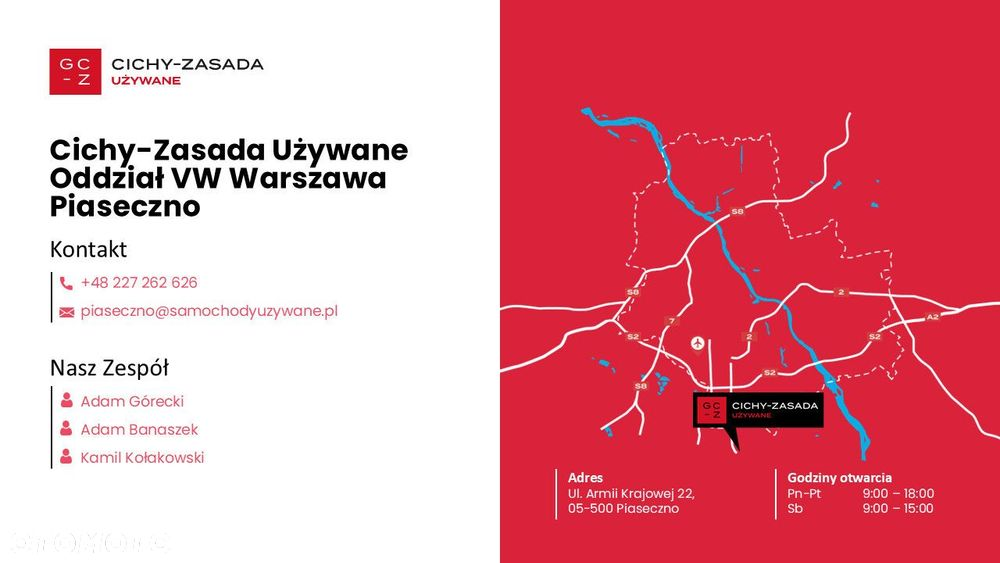 GC
-Z
CICHY-ZASADA
UŻYWANE
Cichy-Zasada Używane
Oddział VW Warszawa
Piaseczno
Kontakt
+48 227 262 626
piaseczno@samochodyuzywane.pl
Nasz Zespół
Adam Górecki
Adam Banaszek
Kamil Kołakowski
OTOMOTO
S8
S8
2
7
A2
S2
2
S2
S2
S8
GC
-Z
CICHY-ZASADA
UŻYWANE
Adres
Ul. Armii Krajowej 22,
05-500 Piaseczno
Godziny otwarcia
Pn-Pt 9:00 – 18:00
Sb 9:00 – 15:00